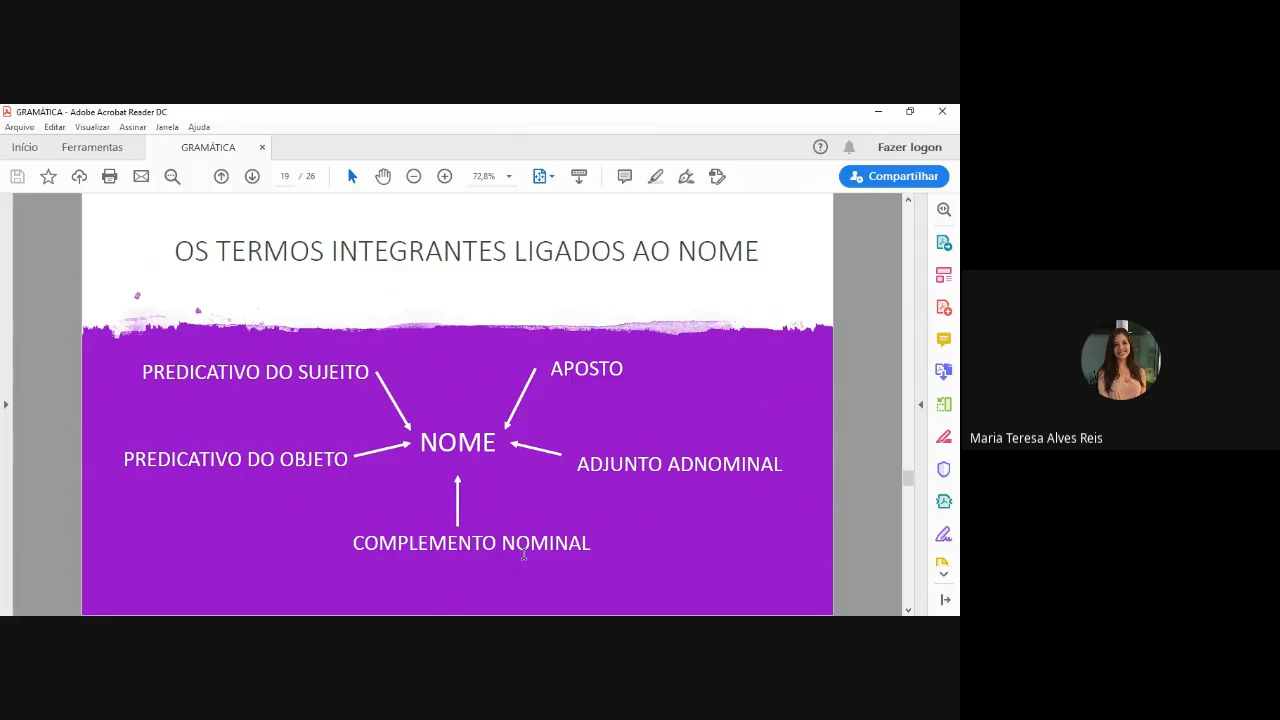 GRAMÁTICA - Adobe Acrobat Reader DC
Arquivo Editar Visualizar Assinar Janela Ajuda
Início Ferramentas GRAMÁTICA × Fazer logon
19 / 26 72,8% Compartilhar
OS TERMOS INTEGRANTES LIGADOS AO NOME
PREDICATIVO DO SUJEITO APOSTO
NOME
PREDICATIVO DO OBJETO ADJUNTO ADNOMINAL
COMPLEMENTO NOMINAL
Maria Teresa Alves Reis